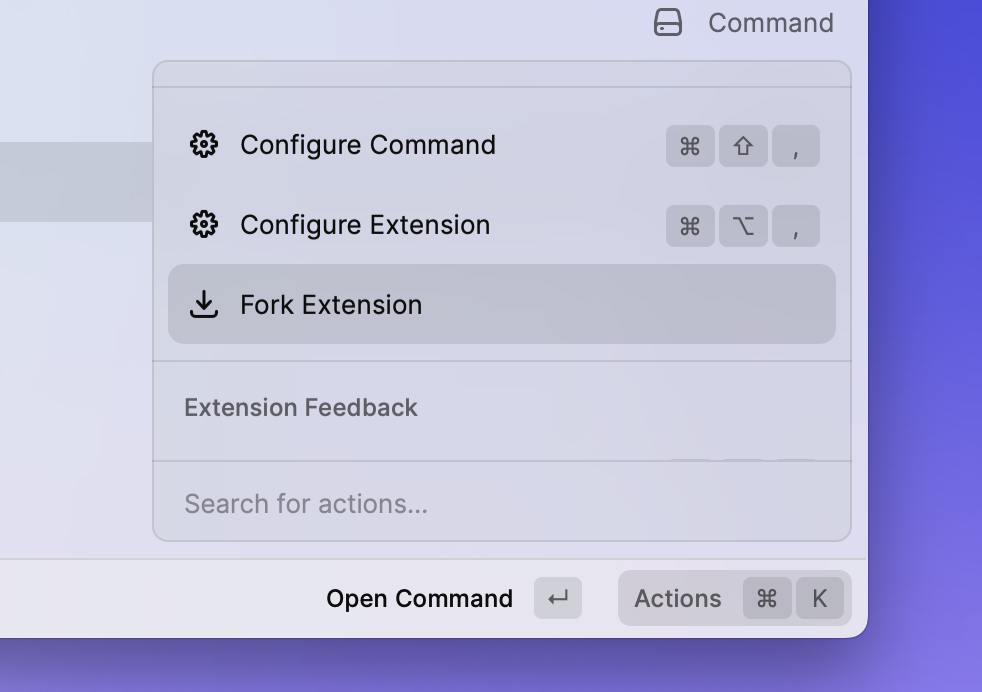 Command
Configure Command ⌘ ⇧ ,
Configure Extension ⌘ ⌥ ,
Fork Extension
Extension Feedback
Search for actions...
Open Command ↵ Actions ⌘ K